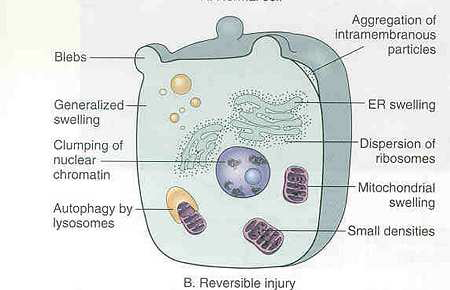 Aggregation of
intramembranous
particles
Blebs
Generalized
swelling
ER swelling
Clumping of
nuclear
chromatin
Dispersion of
ribosomes
Mitochondrial
swelling
Autophagy by
lysosomes
Small densities
B. Reversible injury